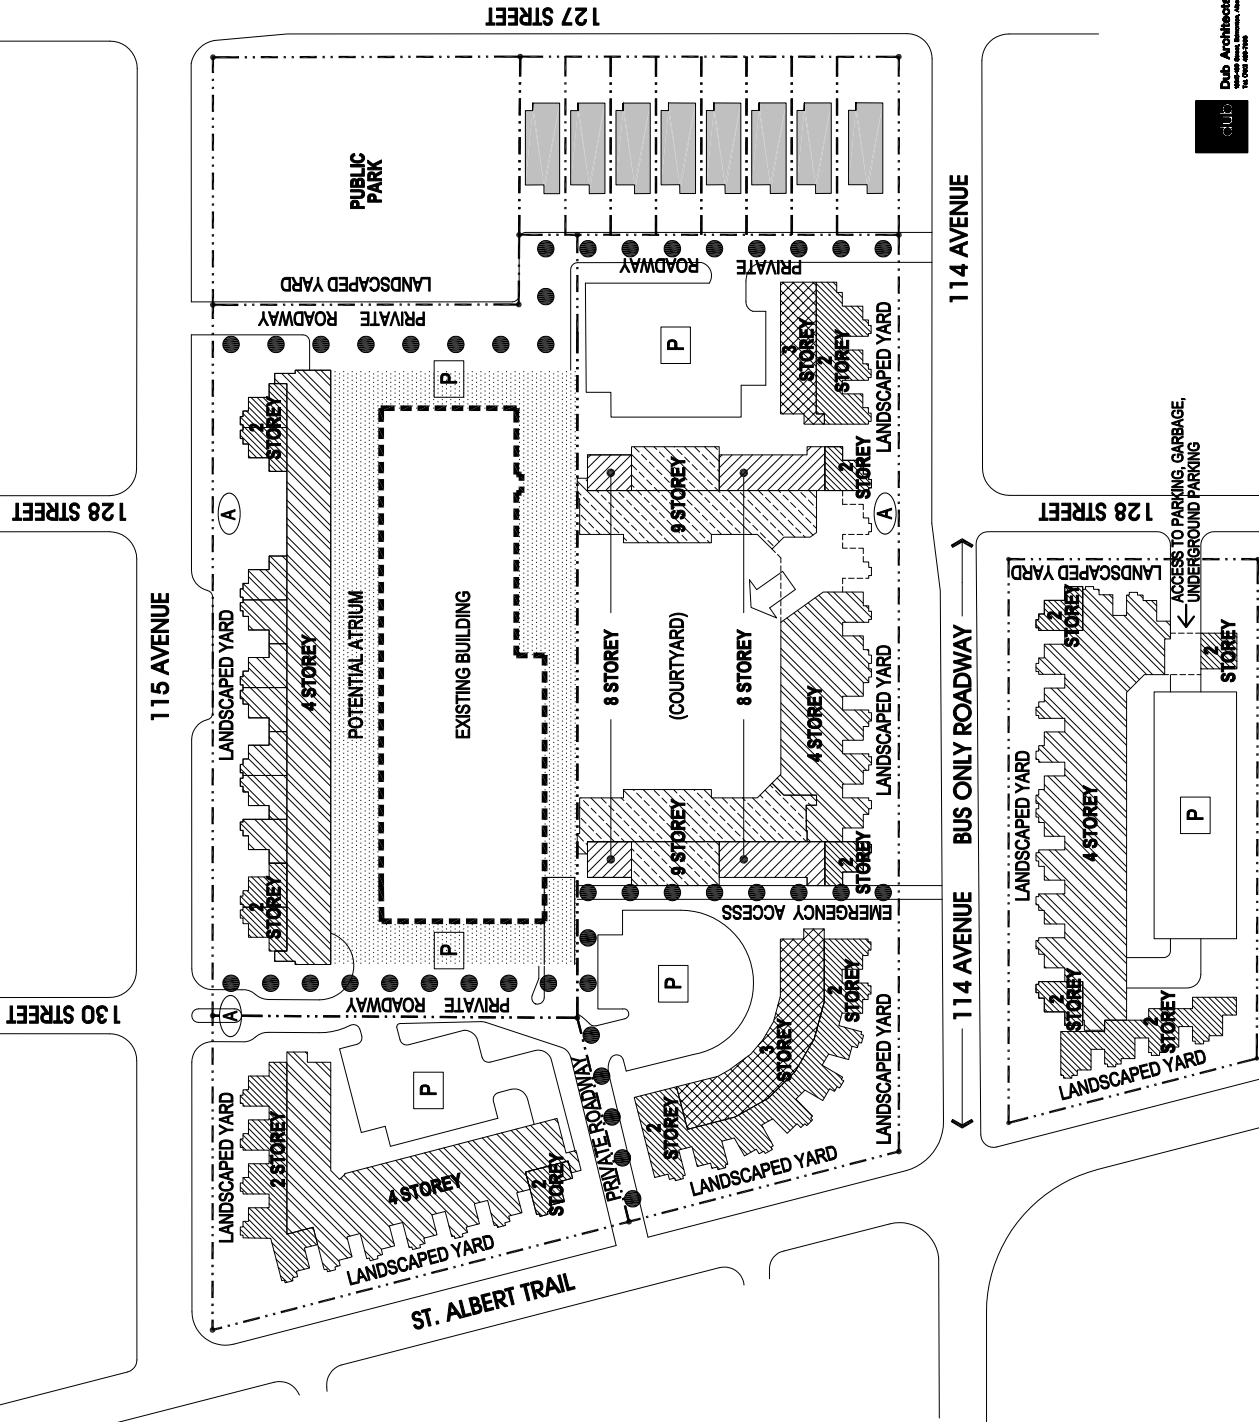 127 STREET
Dub Architects
dub
PUBLIC
PARK
LANDSCAPED YARD
PRIVATE ROADWAY
PRIVATE ROADWAY
114 AVENUE
P
P
3
STOREY
2
STOREY
LANDSCAPED YARD
2
STOREY
128 STREET
A
9 STOREY
2
STOREY
A
128 STREET
ACCESS TO PARKING, GARBAGE,
UNDERGROUND PARKING
115 AVENUE
LANDSCAPED YARD
4 STOREY
POTENTIAL ATRIUM
EXISTING BUILDING
8 STOREY
(COURTYARD)
8 STOREY
4 STOREY
LANDSCAPED YARD
BUS ONLY ROADWAY
LANDSCAPED YARD
2
STOREY
2
STOREY
LANDSCAPED YARD
4 STOREY
P
2
STOREY
9 STOREY
2
STOREY
EMERGENCY ACCESS
P
P
130 STREET
A
PRIVATE ROADWAY
3
STOREY
2
STOREY
LANDSCAPED YARD
114 AVENUE
2
STOREY
2
STOREY
LANDSCAPED YARD
LANDSCAPED YARD
2 STOREY
P
4 STOREY
2
STOREY
PRIVATE ROADWAY
2
STOREY
LANDSCAPED YARD
LANDSCAPED YARD
ST. ALBERT TRAIL